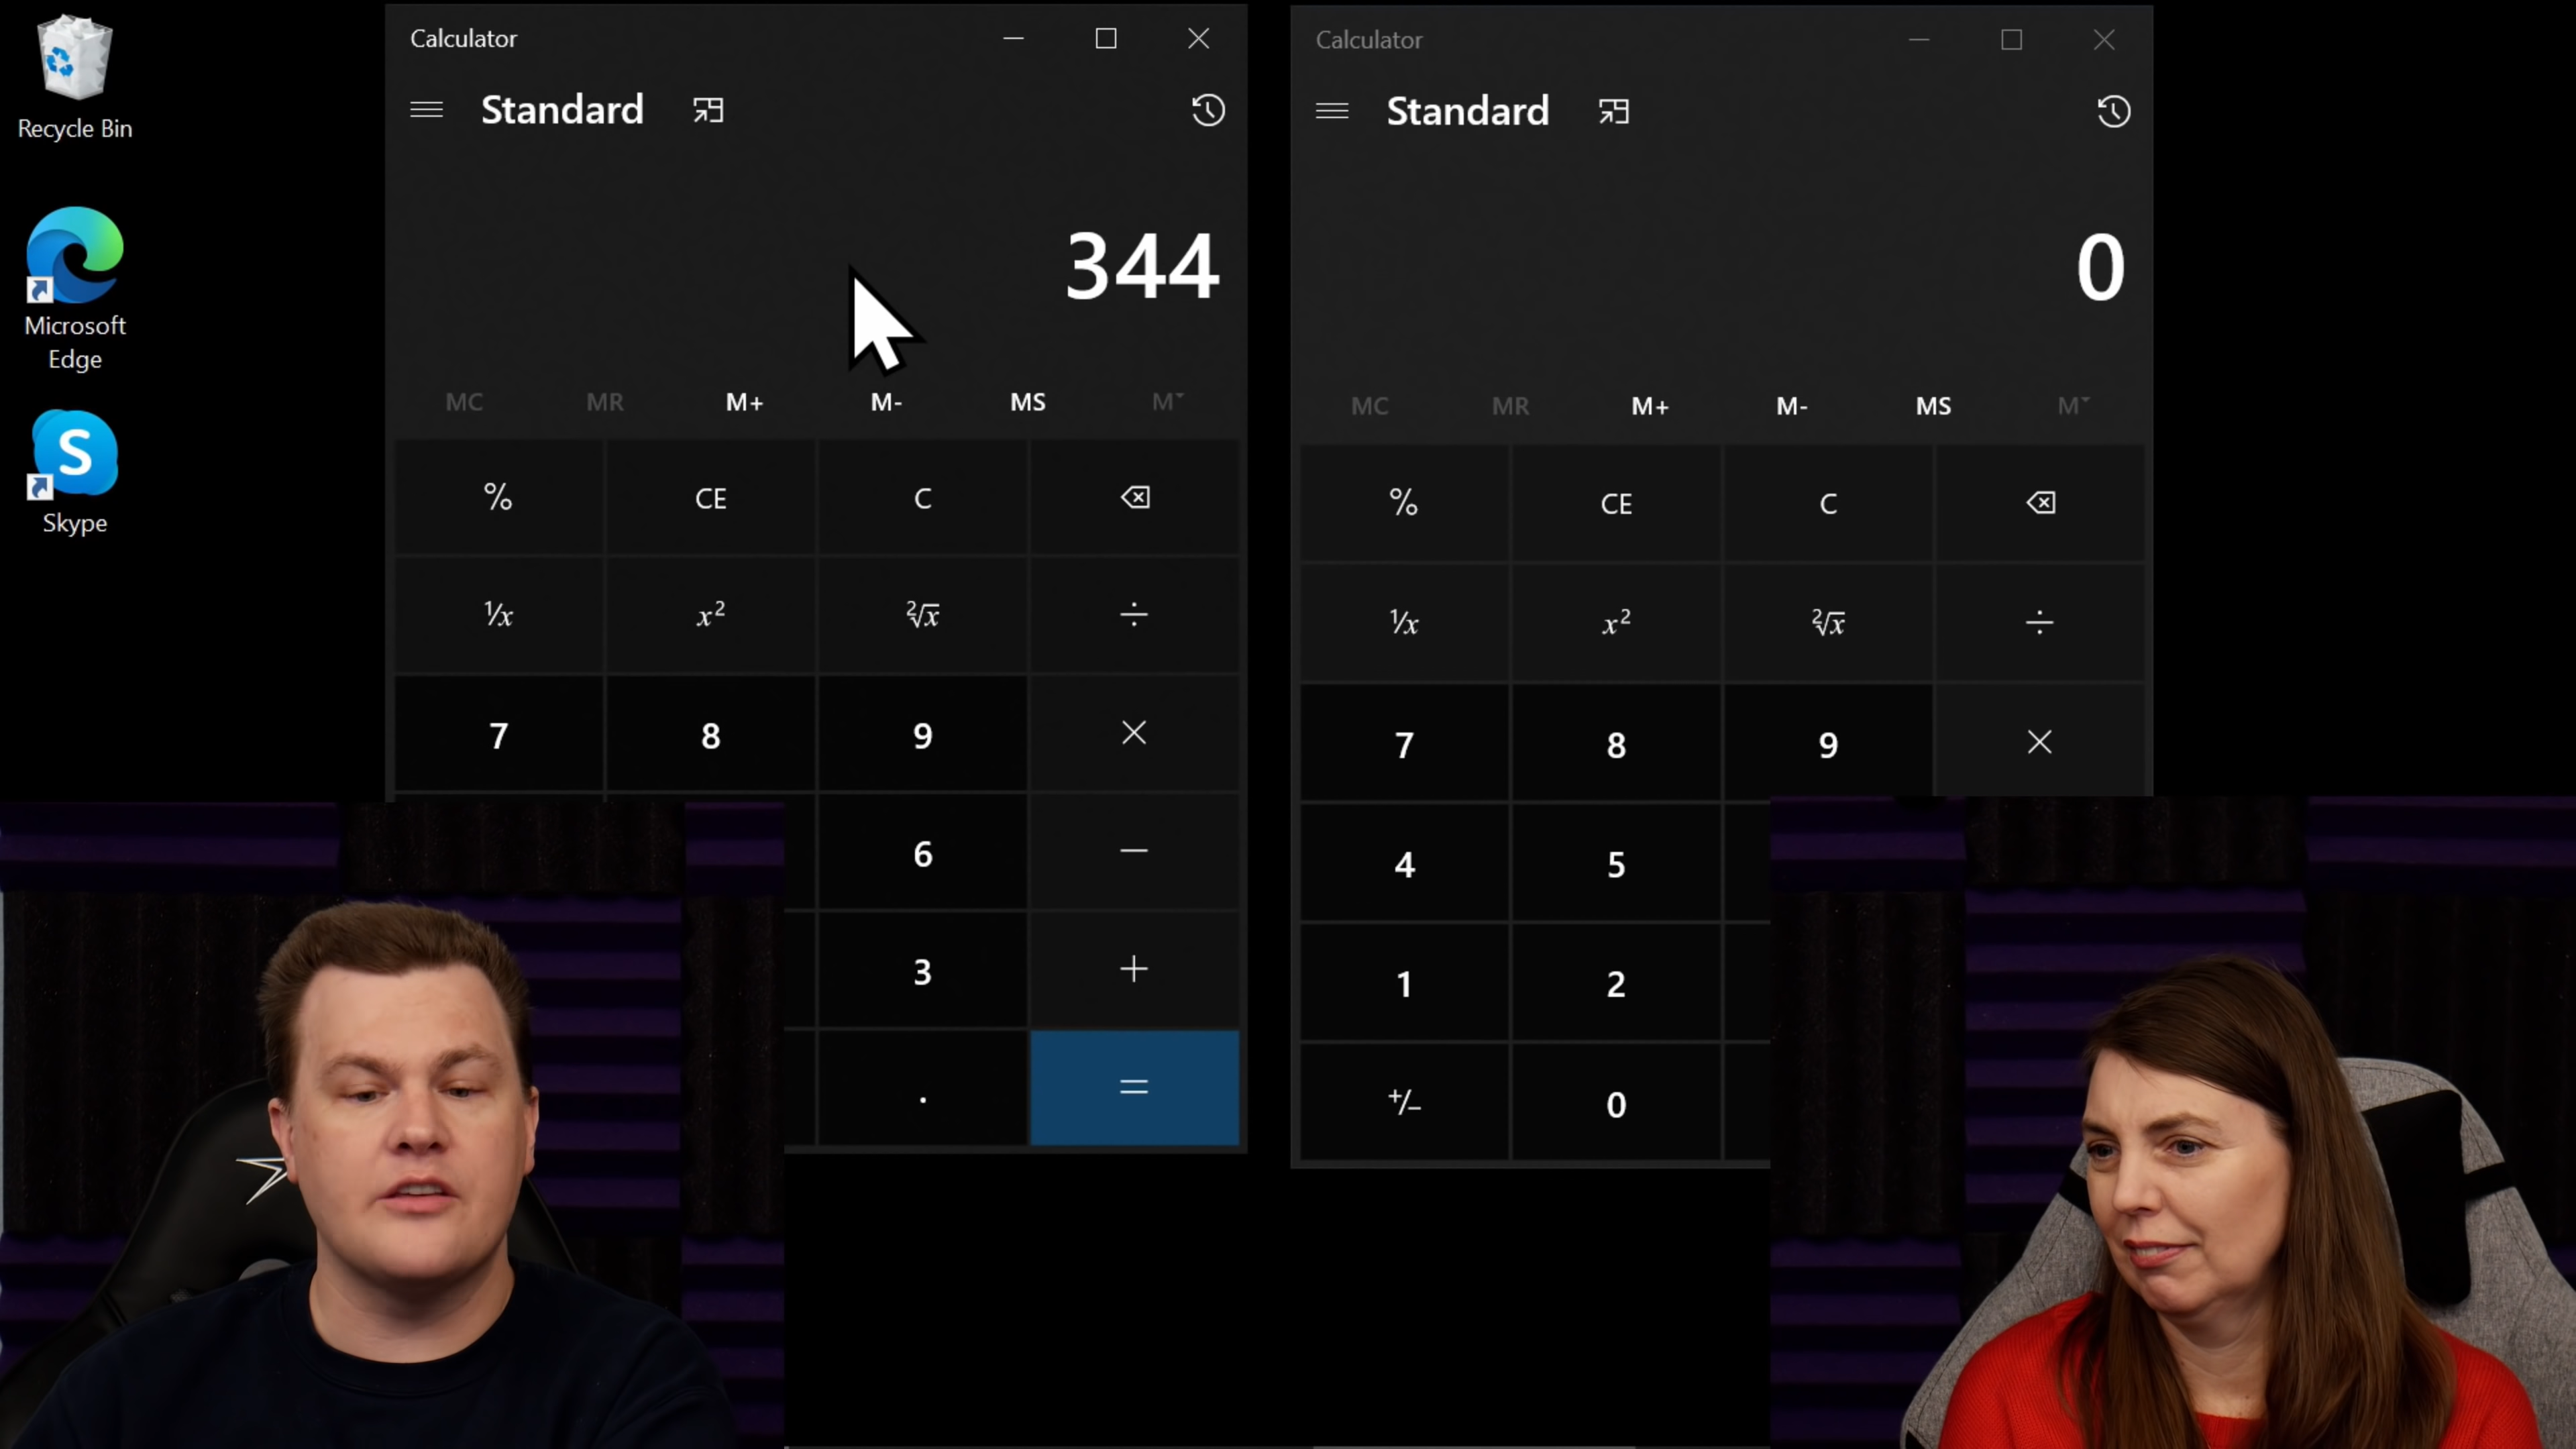 Recycle Bin
Microsoft
Edge
S
Skype
Calculator
Standard
344
MC MR M+ M- MS M˅
% CE C
¹⁄x x² ²√x ÷
7 8 9 ×
6 −
3 +
. =
Calculator
Standard
0
MC MR M+ M- MS M˅
% CE C
¹⁄x x² ²√x ÷
7 8 9 ×
4 5
1 2
+/− 0